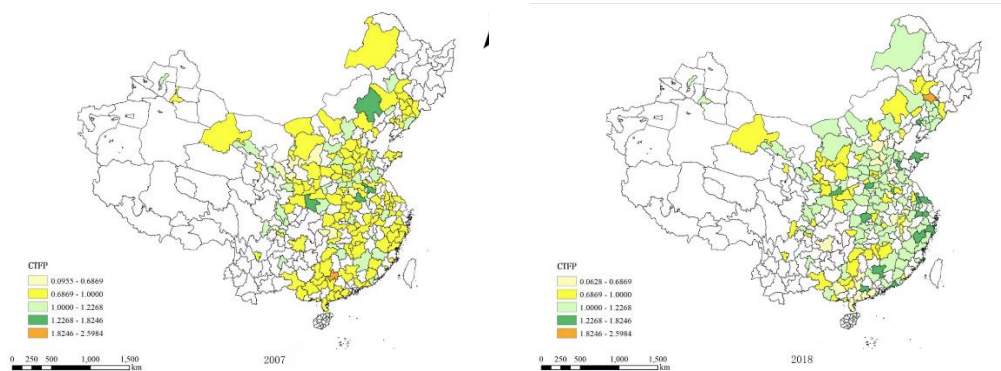 CTFP
0.0955 - 0.6869
0.6869 - 1.0000
1.0000 - 1.2268
1.2268 - 1.8246
1.8246 - 2.5984
0 250 500 1,000 1,500
km
2007
CTFP
0.0628 - 0.6869
0.6869 - 1.0000
1.0000 - 1.2268
1.2268 - 1.8246
1.8246 - 2.5984
0 250 500 1,000 1,500
km
2018